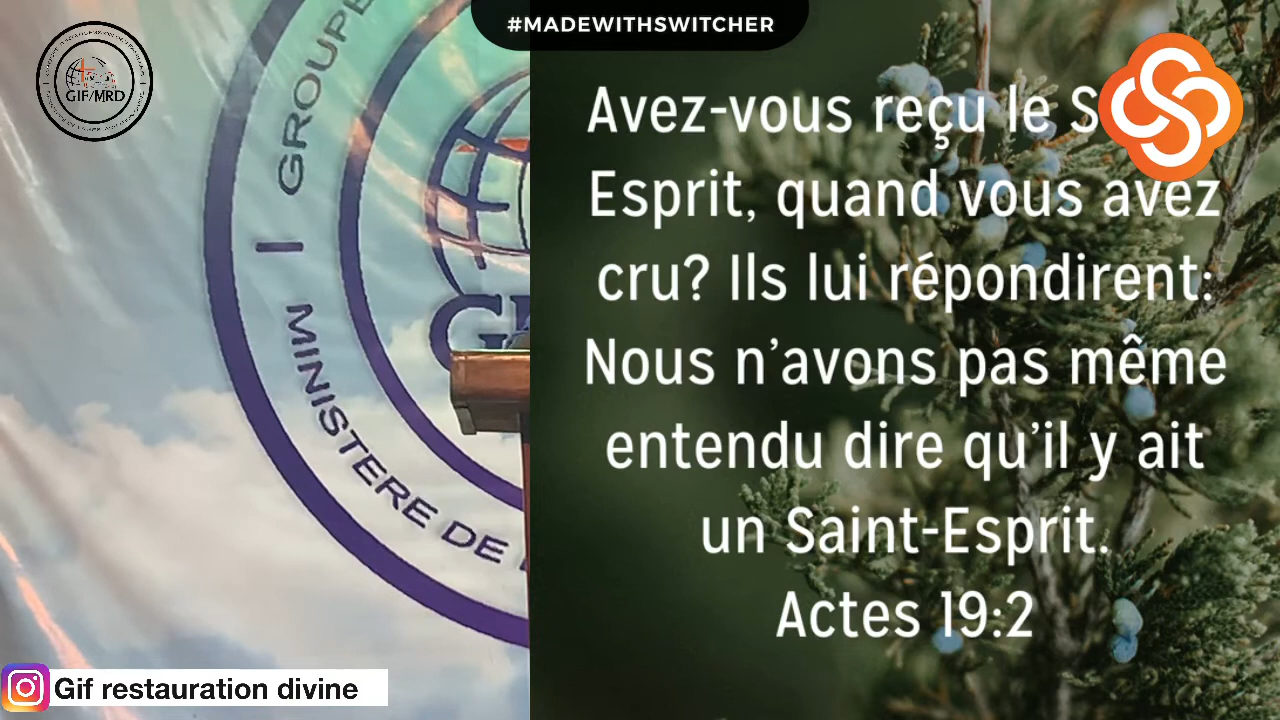 #MADEWITHSWITCHER
GIF/MRD
GROUPE
MINISTERE DE
Avez-vous reçu le S
Esprit, quand vous avez
cru? Ils lui répondirent:
Nous n’avons pas même
entendu dire qu’il y ait
un Saint-Esprit.
Actes 19:2
Gif restauration divine